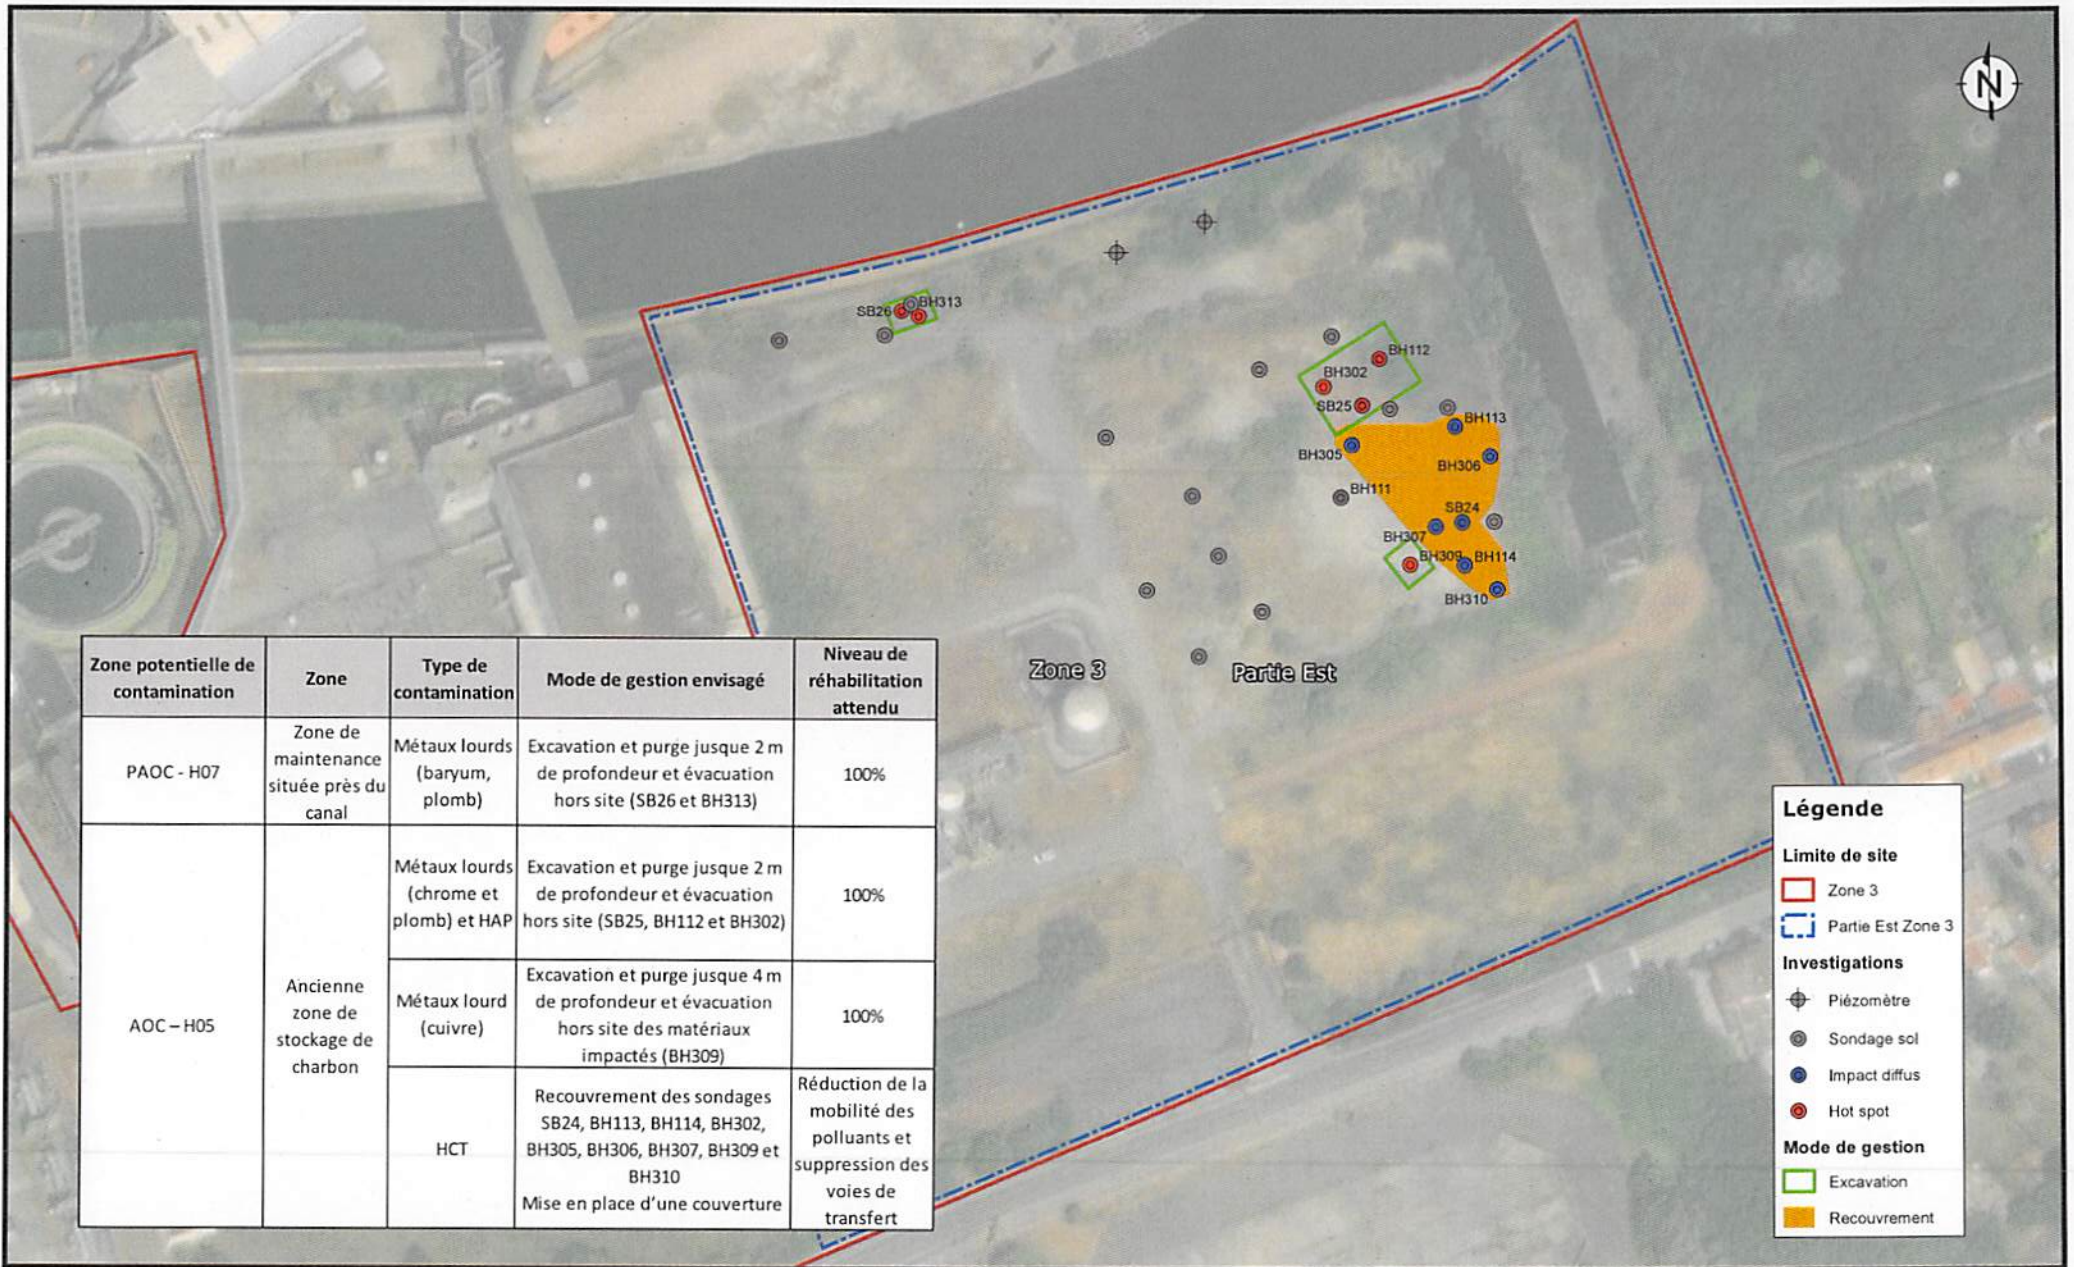 N
SB26
BH313
BH112
BH302
SB25
BH113
BH305
BH306
BH111
SB24
BH307
BH309
BH114
BH310
Zone 3
Partie Est
Zone potentielle de
contamination
Zone
Type de
contamination
Mode de gestion envisagé
Niveau de
réhabilitation
attendu
PAOC - H07
Zone de
maintenance
située près du
canal
Métaux lourds
(baryum,
plomb)
Excavation et purge jusque 2 m
de profondeur et évacuation
hors site (SB26 et BH313)
100%
AOC – H05
Ancienne
zone de
stockage de
charbon
Métaux lourds
(chrome et
plomb) et HAP
Excavation et purge jusque 2 m
de profondeur et évacuation
hors site (SB25, BH112 et BH302)
100%
Métaux lourd
(cuivre)
Excavation et purge jusque 4 m
de profondeur et évacuation
hors site des matériaux
impactés (BH309)
100%
HCT
Recouvrement des sondages
SB24, BH113, BH114, BH302,
BH305, BH306, BH307, BH309 et
BH310
Mise en place d'une couverture
Réduction de la
mobilité des
polluants et
suppression des
voies de
transfert
Légende
Limite de site
Zone 3
Partie Est Zone 3
Investigations
Piézomètre
Sondage sol
Impact diffus
Hot spot
Mode de gestion
Excavation
Recouvrement